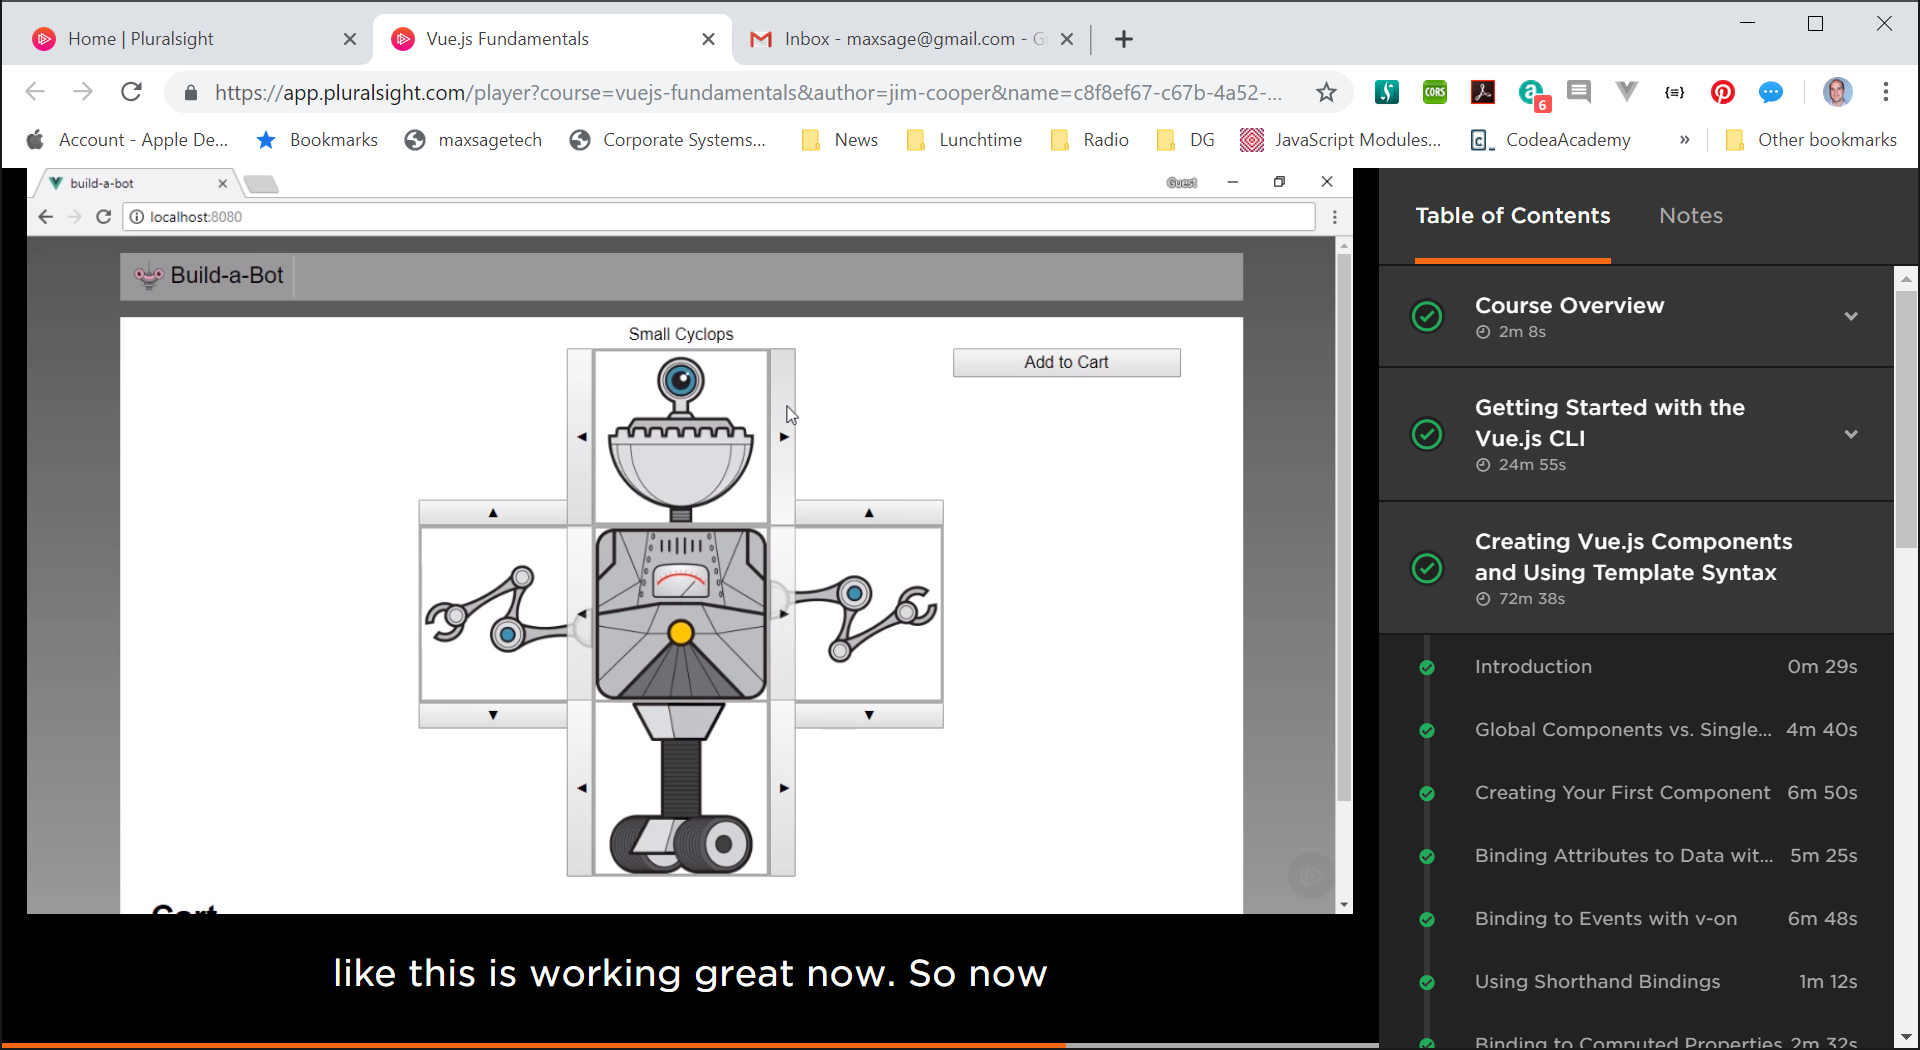 Home | Pluralsight
Vue.js Fundamentals
Inbox - maxsage@gmail.com - G
https://app.pluralsight.com/player?course=vuejs-fundamentals&author=jim-cooper&name=c8f8ef67-c67b-4a52-...
CORS
6
{≡}
Account - Apple De...
Bookmarks
maxsagetech
Corporate Systems...
News
Lunchtime
Radio
DG
JavaScript Modules...
CodeaAcademy
»
Other bookmarks
build-a-bot
Guest
localhost:8080
Build-a-Bot
Small Cyclops
Add to Cart
Cart
like this is working great now. So now
Table of Contents
Notes
Course Overview
2m 8s
Getting Started with the
Vue.js CLI
24m 55s
Creating Vue.js Components
and Using Template Syntax
72m 38s
Introduction 0m 29s
Global Components vs. Single... 4m 40s
Creating Your First Component 6m 50s
Binding Attributes to Data wit... 5m 25s
Binding to Events with v-on 6m 48s
Using Shorthand Bindings 1m 12s
Binding to Computed Properties 2m 32s